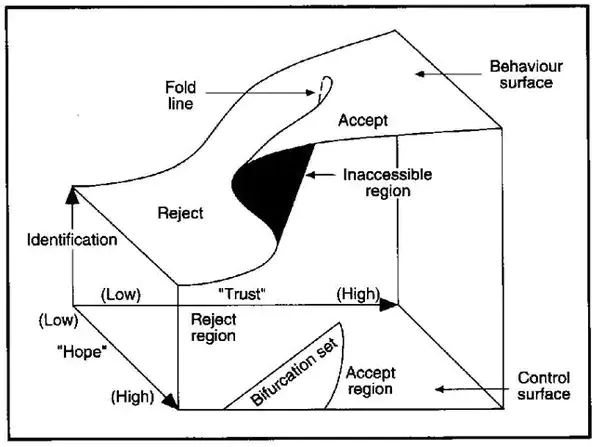 Behaviour
surface
Fold
line
Accept
Inaccessible
region
Reject
Identification
(Low)
"Trust"
(High)
(Low)
Reject
region
"Hope"
(High)
Bifurcation set
Accept
region
Control
surface